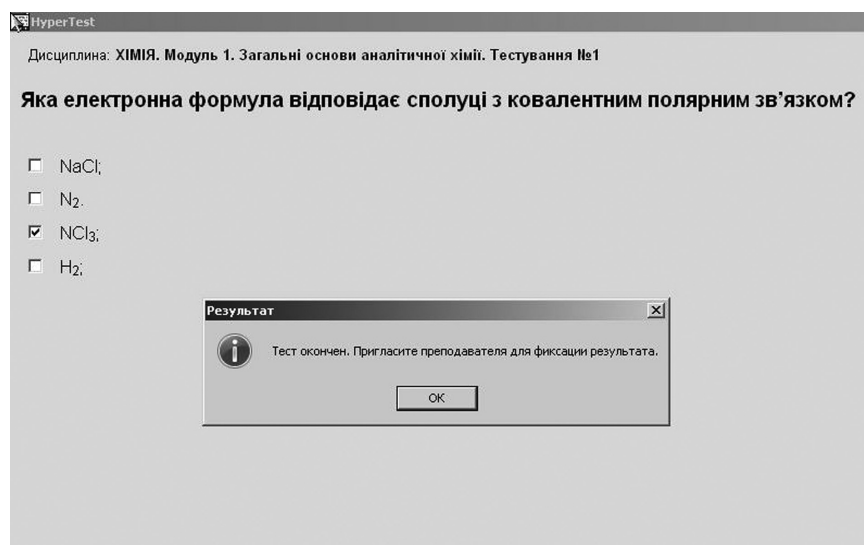 HyperTest
Дисциплина: ХІМІЯ. Модуль 1. Загальні основи аналітичної хімії. Тестування №1
Яка електронна формула відповідає сполуці з ковалентним полярним зв’язком?
NaCl;
N₂.
NCl₃;
H₂;
Результат
Тест окончен. Пригласите преподавателя для фиксации результата.
OK